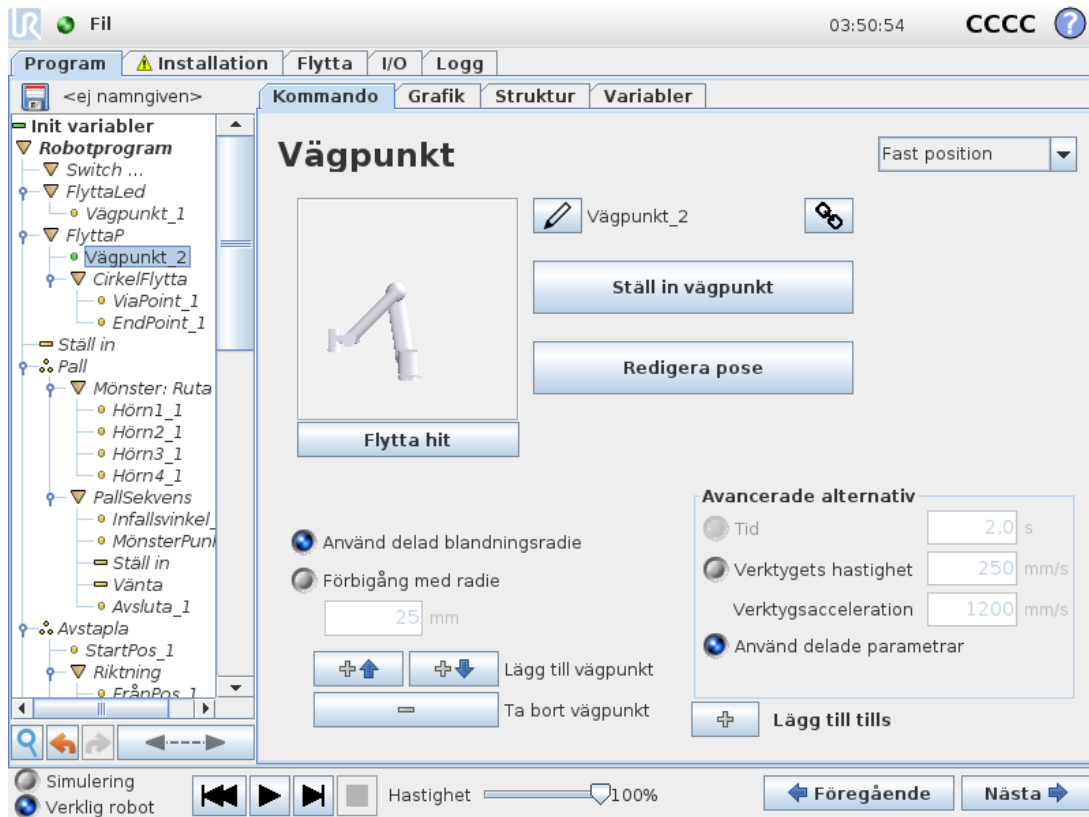 UR Fil 03:50:54 CCCC ?
Program Installation Flytta I/O Logg
<ej namngiven>
Kommando Grafik Struktur Variabler
Init variabler
Robotprogram
Switch ...
FlyttaLed
Vägpunkt_1
FlyttaP
Vägpunkt_2
CirkelFlytta
ViaPoint_1
EndPoint_1
Ställ in
Pall
Mönster: Ruta
Hörn1_1
Hörn2_1
Hörn3_1
Hörn4_1
PallSekvens
Infallsvinkel_
MönsterPun
Ställ in
Vänta
Avsluta_1
Avstapla
StartPos_1
Riktning
FrånPos_1
Vägpunkt
Fast position
Vägpunkt_2
Ställ in vägpunkt
Redigera pose
Flytta hit
Använd delad blandningsradie
Förbigång med radie
25 mm
Lägg till vägpunkt
Ta bort vägpunkt
Avancerade alternativ
Tid 2,0 s
Verktygets hastighet 250 mm/s
Verktygsacceleration 1200 mm/s
Använd delade parametrar
Lägg till tills
Simulering
Verklig robot
Hastighet 100%
Föregående Nästa